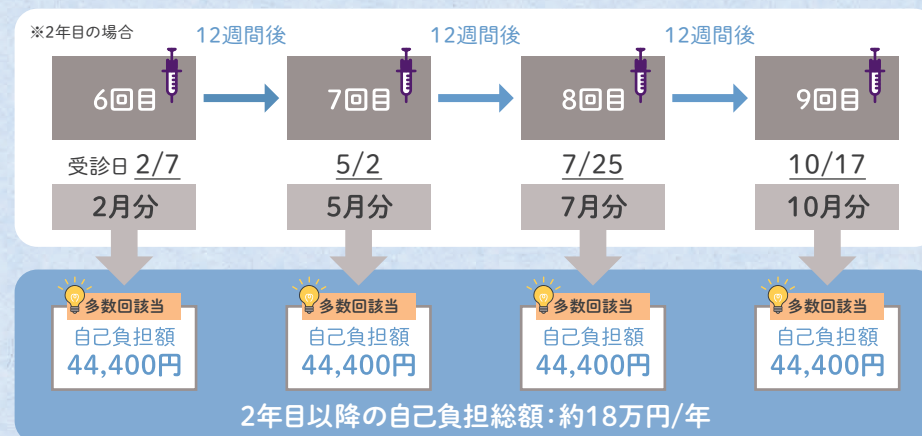 ※2年目の場合
12週間後
12週間後
12週間後
6回目
7回目
8回目
9回目
受診日 2/7
5/2
7/25
10/17
2月分
5月分
7月分
10月分
多数回該当
多数回該当
多数回該当
多数回該当
自己負担額
44,400円
自己負担額
44,400円
自己負担額
44,400円
自己負担額
44,400円
2年目以降の自己負担総額:約18万円/年